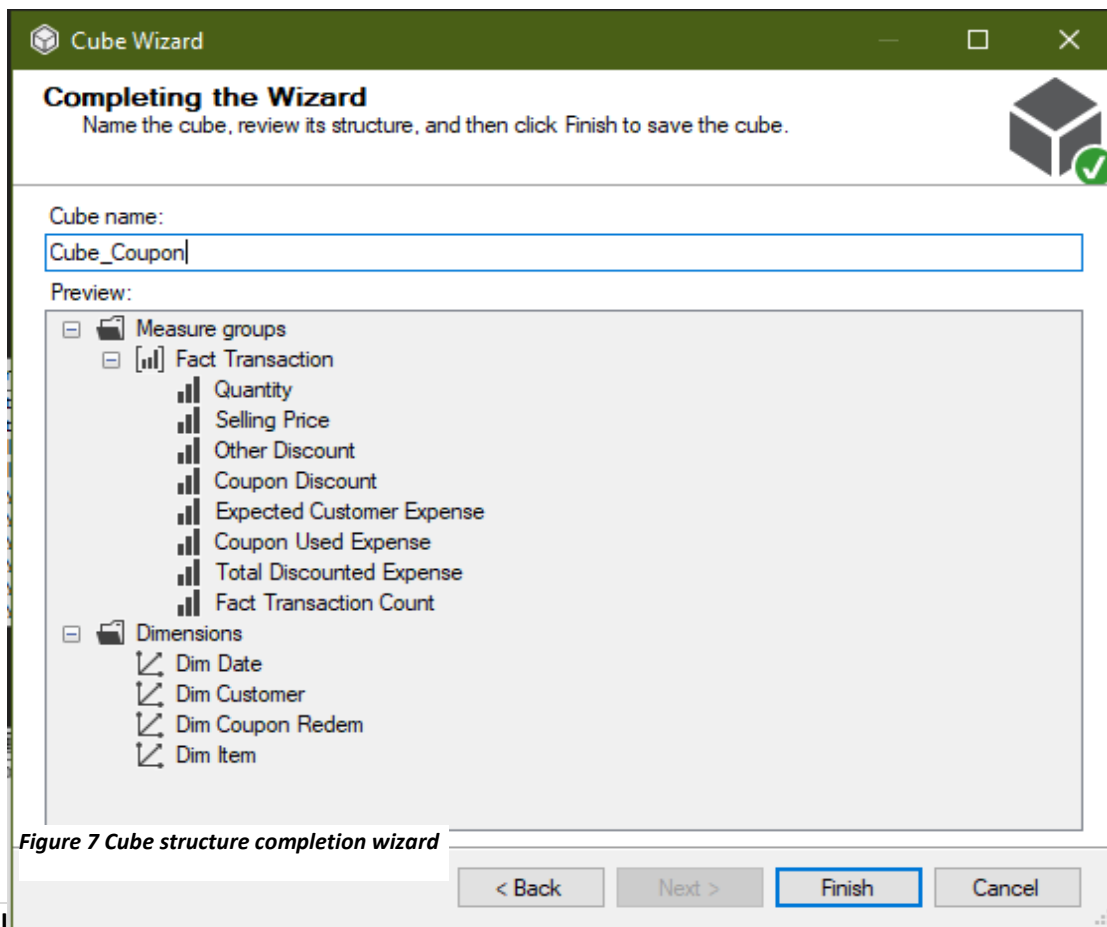 Cube Wizard
Completing the Wizard
Name the cube, review its structure, and then click Finish to save the cube.
Cube name:
Cube_Coupon
Preview:
Measure groups
Fact Transaction
Quantity
Selling Price
Other Discount
Coupon Discount
Expected Customer Expense
Coupon Used Expense
Total Discounted Expense
Fact Transaction Count
Dimensions
Dim Date
Dim Customer
Dim Coupon Redem
Dim Item
Figure 7 Cube structure completion wizard
< Back Next > Finish Cancel